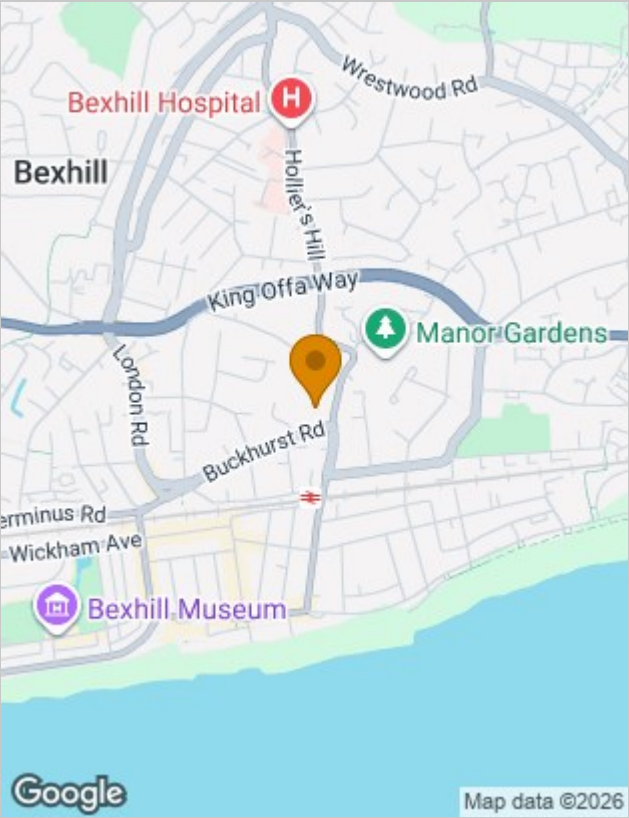 Wrestwood Rd
Bexhill Hospital
H
Bexhill
Hollier's Hill
King Offa Way
Manor Gardens
London Rd
Buckhurst Rd
erminus Rd
Wickham Ave
Bexhill Museum
Google
Map data ©2026